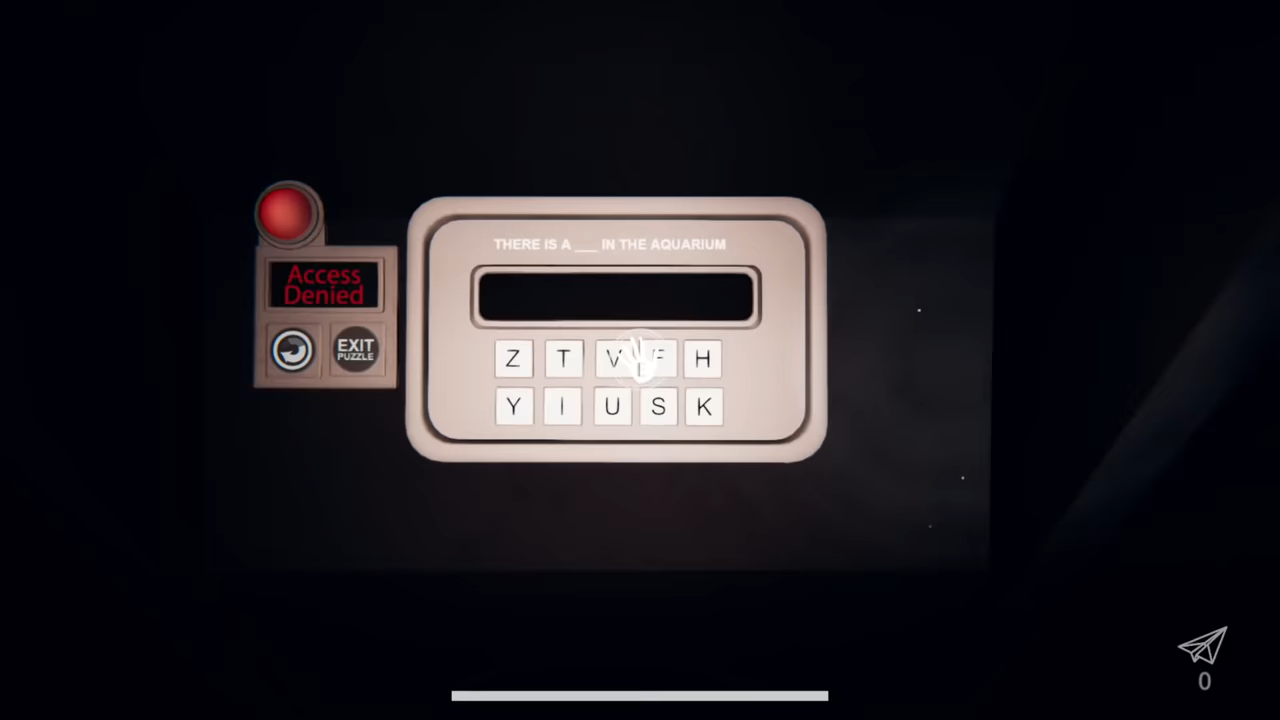 THERE IS A ___ IN THE AQUARIUM
Access
Denied
EXIT
PUZZLE
Z T V F H
Y I U S K
0